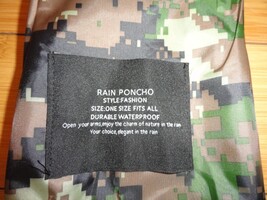 RAIN PONCHO
STYLE:FASHION
SIZE:ONE SIZE FITS ALL
DURABLE WATERPROOF
Open your arms,enjoy the charm of nature in the rain
Your choice,elegant in the rain